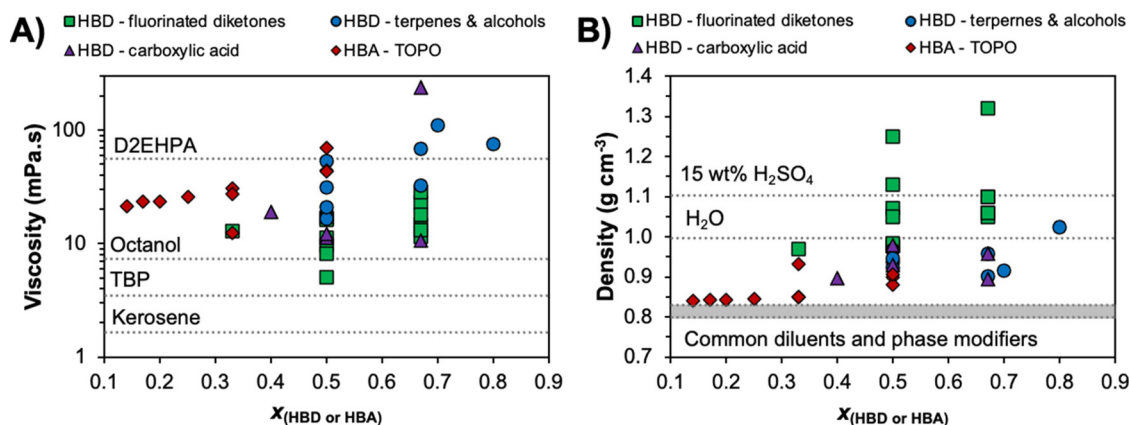 A)
HBD - fluorinated diketones
HBD - terpenes & alcohols
HBD - carboxylic acid
HBA - TOPO
Viscosity (mPa.s)
100
10
1
D2EHPA
Octanol
TBP
Kerosene
0.1 0.2 0.3 0.4 0.5 0.6 0.7 0.8 0.9
x(HBD or HBA)
B)
HBD - fluorinated diketones
HBD - terpernes & alcohols
HBD - carboxylic acid
HBA - TOPO
Density (g cm-3)
1.4
1.3
1.2
1.1
1.0
0.9
0.8
0.7
15 wt% H2SO4
H2O
Common diluents and phase modifiers
0.1 0.2 0.3 0.4 0.5 0.6 0.7 0.8 0.9
x(HBD or HBA)